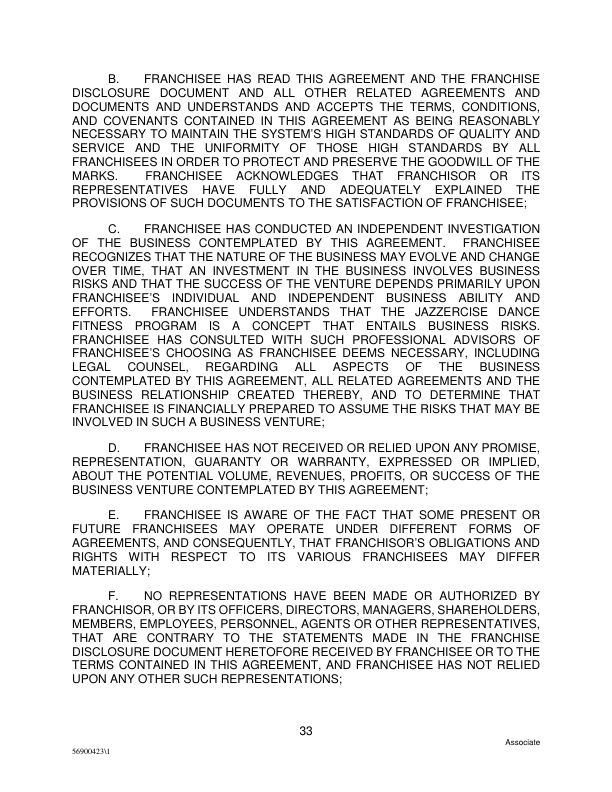 B. FRANCHISEE HAS READ THIS AGREEMENT AND THE FRANCHISE
DISCLOSURE DOCUMENT AND ALL OTHER RELATED AGREEMENTS AND
DOCUMENTS AND UNDERSTANDS AND ACCEPTS THE TERMS, CONDITIONS,
AND COVENANTS CONTAINED IN THIS AGREEMENT AS BEING REASONABLY
NECESSARY TO MAINTAIN THE SYSTEM'S HIGH STANDARDS OF QUALITY AND
SERVICE AND THE UNIFORMITY OF THOSE HIGH STANDARDS BY ALL
FRANCHISEES IN ORDER TO PROTECT AND PRESERVE THE GOODWILL OF THE
MARKS. FRANCHISEE ACKNOWLEDGES THAT FRANCHISOR OR ITS
REPRESENTATIVES HAVE FULLY AND ADEQUATELY EXPLAINED THE
PROVISIONS OF SUCH DOCUMENTS TO THE SATISFACTION OF FRANCHISEE;
C. FRANCHISEE HAS CONDUCTED AN INDEPENDENT INVESTIGATION
OF THE BUSINESS CONTEMPLATED BY THIS AGREEMENT. FRANCHISEE
RECOGNIZES THAT THE NATURE OF THE BUSINESS MAY EVOLVE AND CHANGE
OVER TIME, THAT AN INVESTMENT IN THE BUSINESS INVOLVES BUSINESS
RISKS AND THAT THE SUCCESS OF THE VENTURE DEPENDS PRIMARILY UPON
FRANCHISEE'S INDIVIDUAL AND INDEPENDENT BUSINESS ABILITY AND
EFFORTS. FRANCHISEE UNDERSTANDS THAT THE JAZZERCISE DANCE
FITNESS PROGRAM IS A CONCEPT THAT ENTAILS BUSINESS RISKS.
FRANCHISEE HAS CONSULTED WITH SUCH PROFESSIONAL ADVISORS OF
FRANCHISEE'S CHOOSING AS FRANCHISEE DEEMS NECESSARY, INCLUDING
LEGAL COUNSEL, REGARDING ALL ASPECTS OF THE BUSINESS
CONTEMPLATED BY THIS AGREEMENT, ALL RELATED AGREEMENTS AND THE
BUSINESS RELATIONSHIP CREATED THEREBY, AND TO DETERMINE THAT
FRANCHISEE IS FINANCIALLY PREPARED TO ASSUME THE RISKS THAT MAY BE
INVOLVED IN SUCH A BUSINESS VENTURE;
D. FRANCHISEE HAS NOT RECEIVED OR RELIED UPON ANY PROMISE,
REPRESENTATION, GUARANTY OR WARRANTY, EXPRESSED OR IMPLIED,
ABOUT THE POTENTIAL VOLUME, REVENUES, PROFITS, OR SUCCESS OF THE
BUSINESS VENTURE CONTEMPLATED BY THIS AGREEMENT;
E. FRANCHISEE IS AWARE OF THE FACT THAT SOME PRESENT OR
FUTURE FRANCHISEES MAY OPERATE UNDER DIFFERENT FORMS OF
AGREEMENTS, AND CONSEQUENTLY, THAT FRANCHISOR'S OBLIGATIONS AND
RIGHTS WITH RESPECT TO ITS VARIOUS FRANCHISEES MAY DIFFER
MATERIALLY;
F. NO REPRESENTATIONS HAVE BEEN MADE OR AUTHORIZED BY
FRANCHISOR, OR BY ITS OFFICERS, DIRECTORS, MANAGERS, SHAREHOLDERS,
MEMBERS, EMPLOYEES, PERSONNEL, AGENTS OR OTHER REPRESENTATIVES,
THAT ARE CONTRARY TO THE STATEMENTS MADE IN THE FRANCHISE
DISCLOSURE DOCUMENT HERETOFORE RECEIVED BY FRANCHISEE OR TO THE
TERMS CONTAINED IN THIS AGREEMENT, AND FRANCHISEE HAS NOT RELIED
UPON ANY OTHER SUCH REPRESENTATIONS;
33
Associate
56900423\1